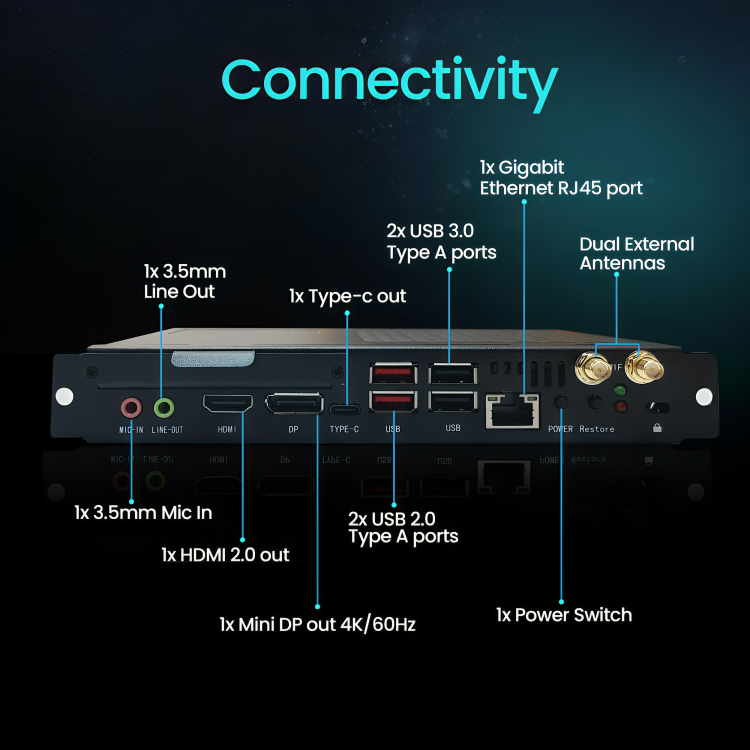 Connectivity
1x Gigabit
Ethernet RJ45 port
2x USB 3.0
Type A ports
Dual External
Antennas
1x 3.5mm
Line Out
1x Type-c out
MIC-IN
LINE-OUT
HDMI
DP
TYPE-C
USB
USB
POWER
Restore
1x 3.5mm Mic In
2x USB 2.0
Type A ports
1x HDMI 2.0 out
1x Mini DP out 4K/60Hz
1x Power Switch